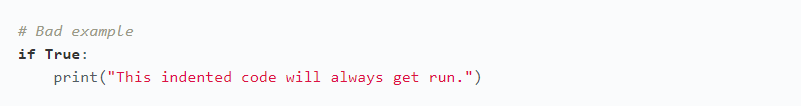 # Bad example
if True:
    print("This indented code will always get run.")